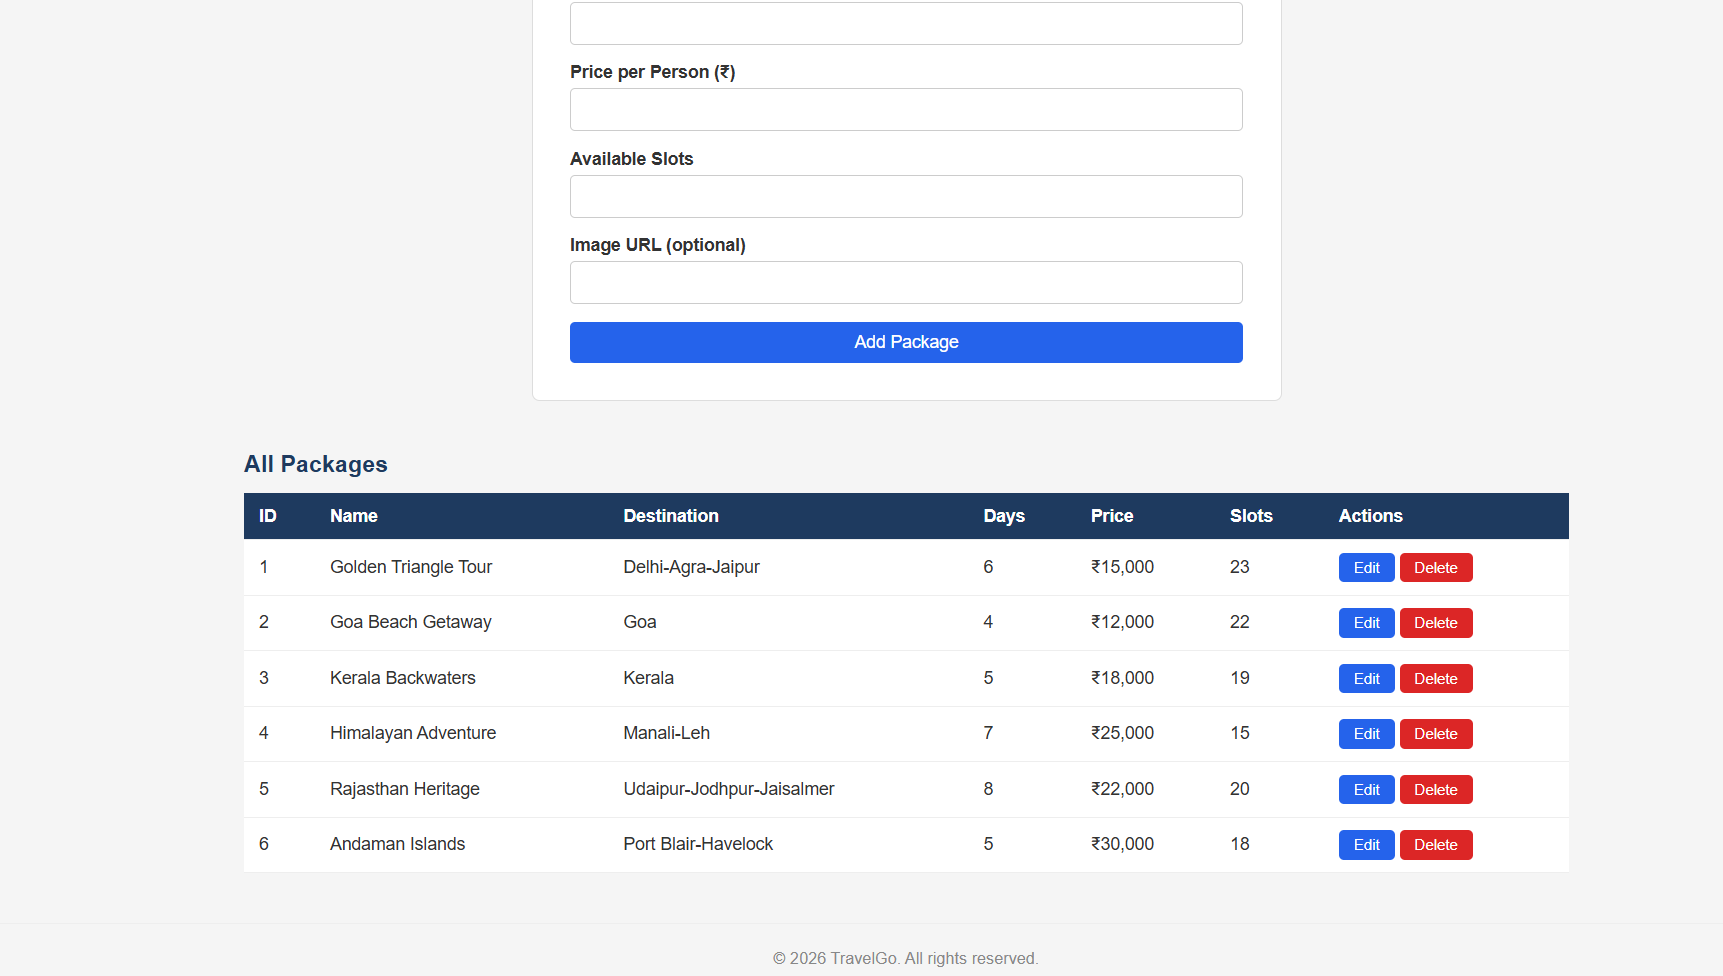 Price per Person (₹)
Available Slots
Image URL (optional)
Add Package
All Packages
ID Name Destination Days Price Slots Actions
1 Golden Triangle Tour Delhi-Agra-Jaipur 6 ₹15,000 23 Edit Delete
2 Goa Beach Getaway Goa 4 ₹12,000 22 Edit Delete
3 Kerala Backwaters Kerala 5 ₹18,000 19 Edit Delete
4 Himalayan Adventure Manali-Leh 7 ₹25,000 15 Edit Delete
5 Rajasthan Heritage Udaipur-Jodhpur-Jaisalmer 8 ₹22,000 20 Edit Delete
6 Andaman Islands Port Blair-Havelock 5 ₹30,000 18 Edit Delete
© 2026 TravelGo. All rights reserved.